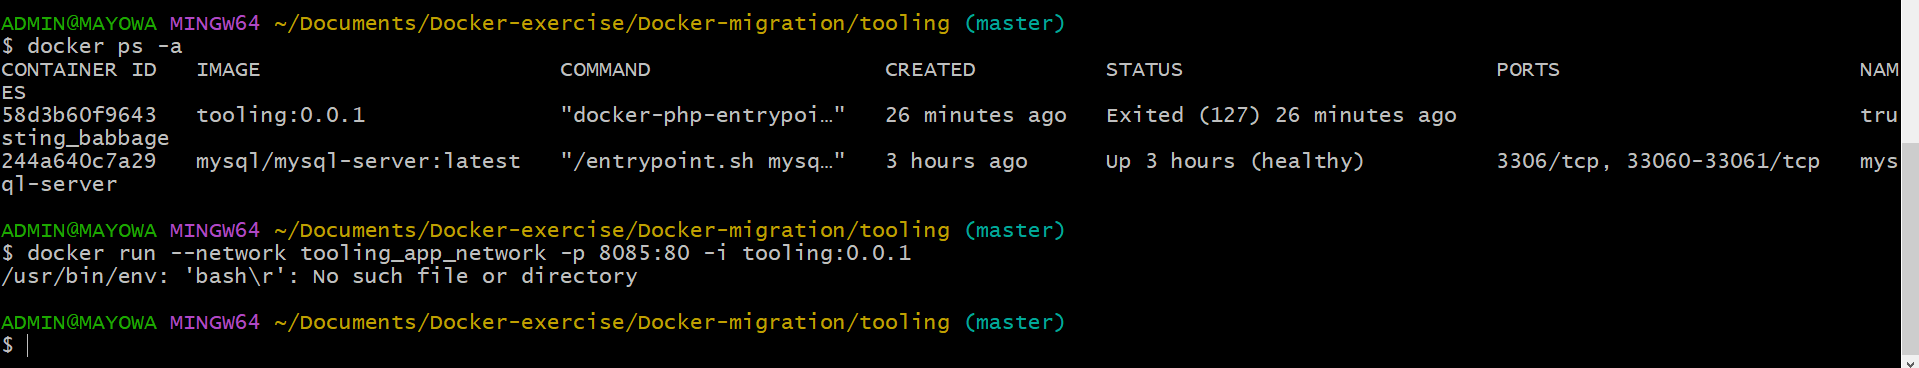 ADMIN@MAYOWA MINGW64 ~/Documents/Docker-exercise/Docker-migration/tooling (master)
$ docker ps -a
CONTAINER ID   IMAGE                       COMMAND                  CREATED          STATUS                        PORTS                       NAM
ES
58d3b60f9643   tooling:0.0.1               "docker-php-entrypoi…"   26 minutes ago   Exited (127) 26 minutes ago                               tru
sting_babbage
244a640c7a29   mysql/mysql-server:latest   "/entrypoint.sh mysq…"   3 hours ago      Up 3 hours (healthy)          3306/tcp, 33060-33061/tcp   mys
ql-server
ADMIN@MAYOWA MINGW64 ~/Documents/Docker-exercise/Docker-migration/tooling (master)
$ docker run --network tooling_app_network -p 8085:80 -i tooling:0.0.1
/usr/bin/env: 'bash\r': No such file or directory
ADMIN@MAYOWA MINGW64 ~/Documents/Docker-exercise/Docker-migration/tooling (master)
$